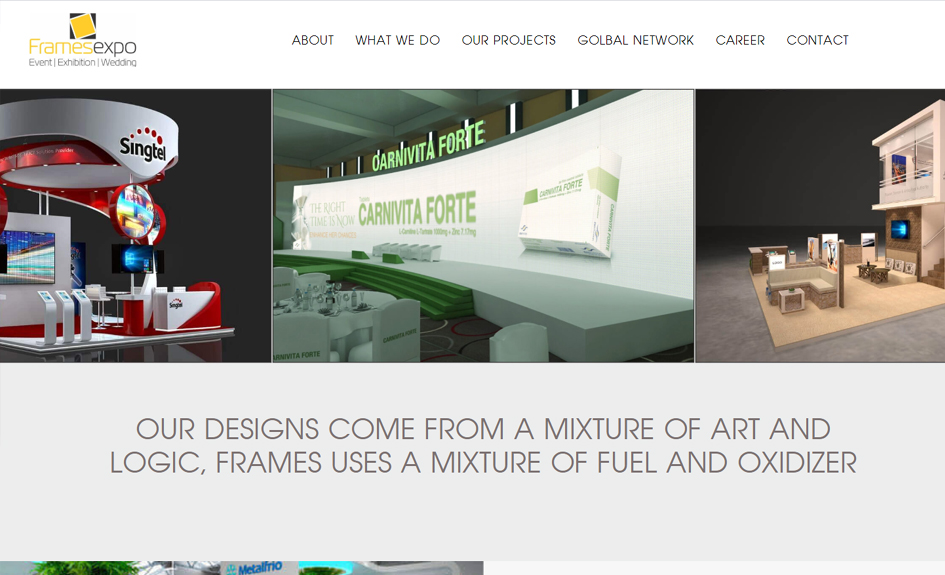 Framesexpo
Event | Exhibition | Wedding
ABOUT WHAT WE DO OUR PROJECTS GOLBAL NETWORK CAREER CONTACT
Singtel
Singtel
CARNIVITA FORTE
THE RIGHT
TIME IS NOW
CARNIVITA FORTE
CARNIVITA FORTE
CARNIVITA FORTE
OUR DESIGNS COME FROM A MIXTURE OF ART AND
LOGIC, FRAMES USES A MIXTURE OF FUEL AND OXIDIZER
Metalfrio